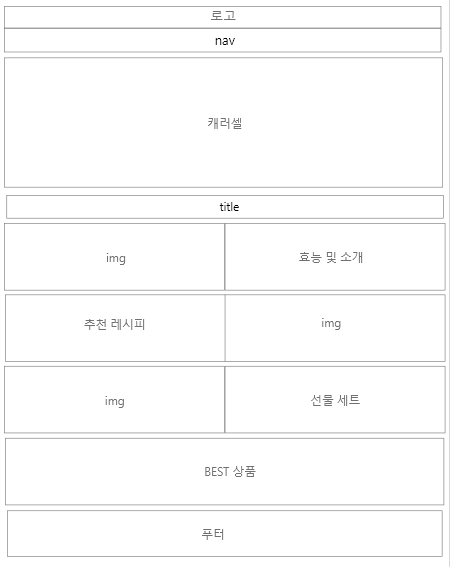 로고
nav
캐러셀
title
img
효능 및 소개
추천 레시피
img
img
선물 세트
BEST 상품
푸터